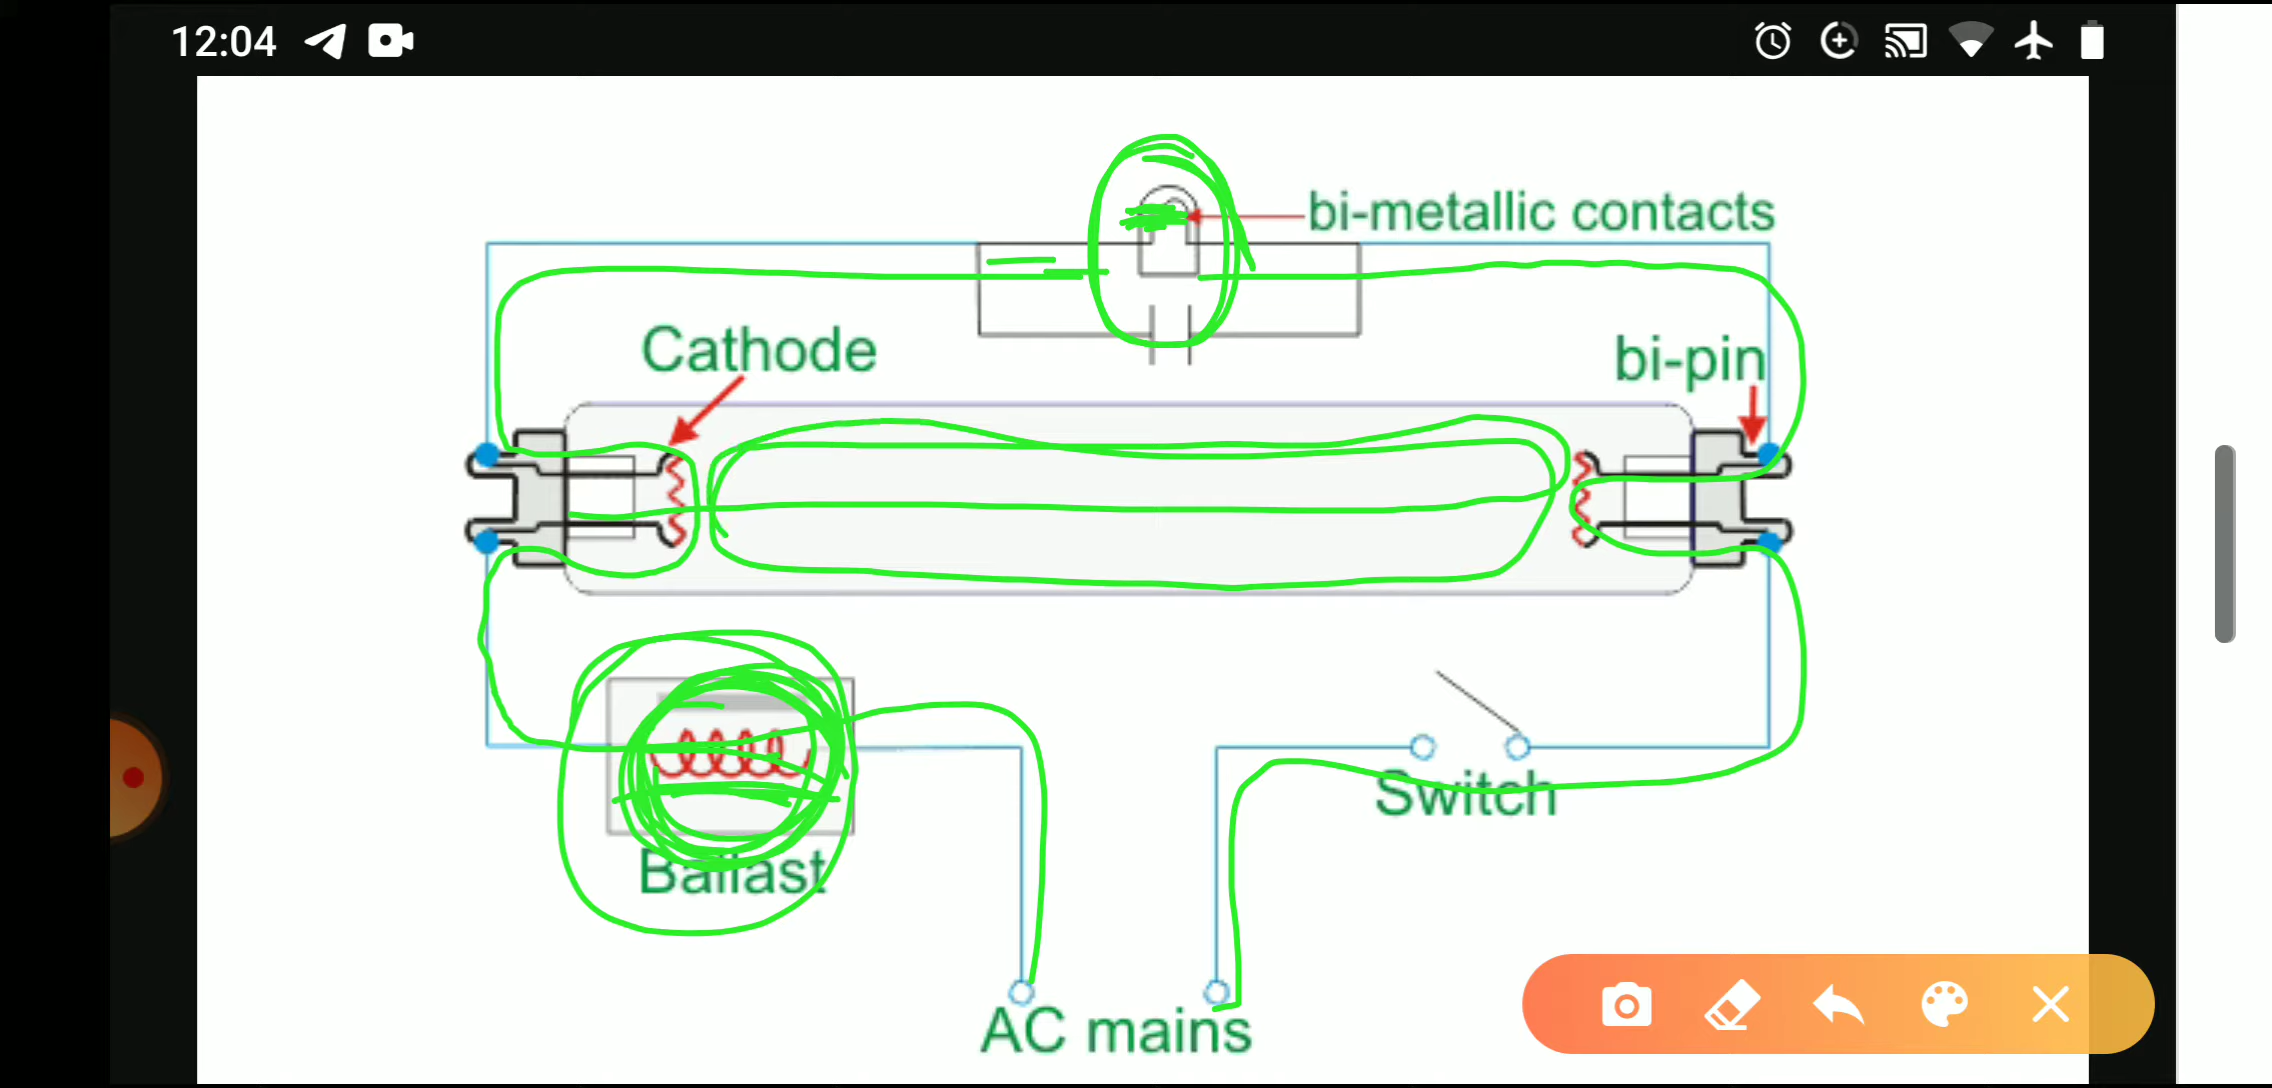 12:04
bi-metallic contacts
Cathode
bi-pin
Switch
Ballast
AC mains